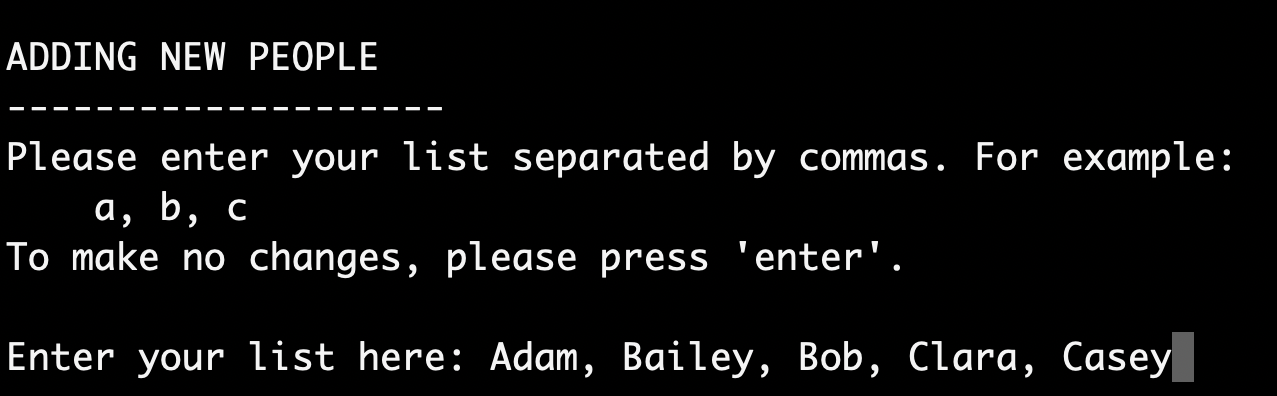 ADDING NEW PEOPLE
--------------------
Please enter your list separated by commas. For example:
    a, b, c
To make no changes, please press 'enter'.
Enter your list here: Adam, Bailey, Bob, Clara, Casey